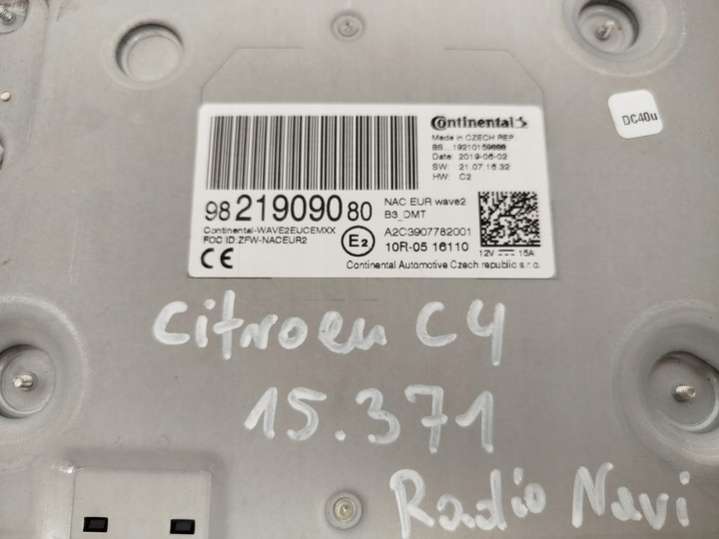 Continental
Made in CZECH REP.
Date: 2019-06-02
SW: 21.07.16.32
HW: C2
DC40u
98 219090 80
NAC EUR wave2
B3_DMT
Continental-WAVE2EUCEMXX
FCC ID:ZFW-NACEUR2
E2
A2C3907782001
10R-05 16110
CE
12V 15A
Continental Automotive Czech republic s.r.o.
Citroen C4
15.371
Radio Navi